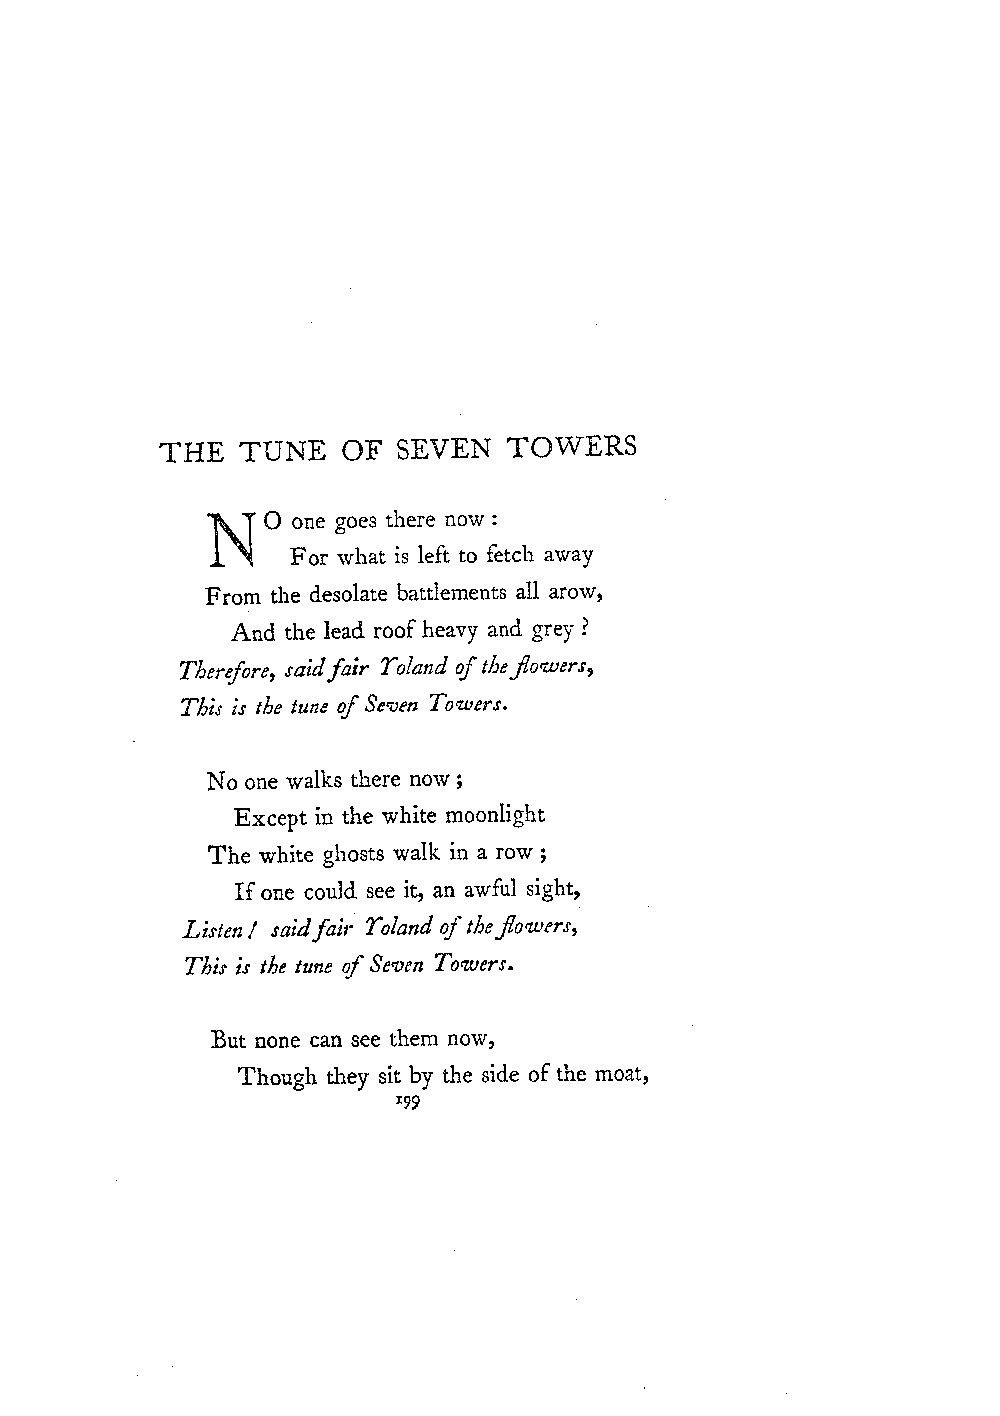 THE TUNE OF SEVEN TOWERS
NO one goes there now :
For what is left to fetch away
From the desolate battlements all arow,
And the lead roof heavy and grey ?
Therefore, said fair Yoland of the flowers,
This is the tune of Seven Towers.
No one walks there now ;
Except in the white moonlight
The white ghosts walk in a row ;
If one could see it, an awful sight,
Listen ! said fair Yoland of the flowers,
This is the tune of Seven Towers.
But none can see them now,
Though they sit by the side of the moat,
199